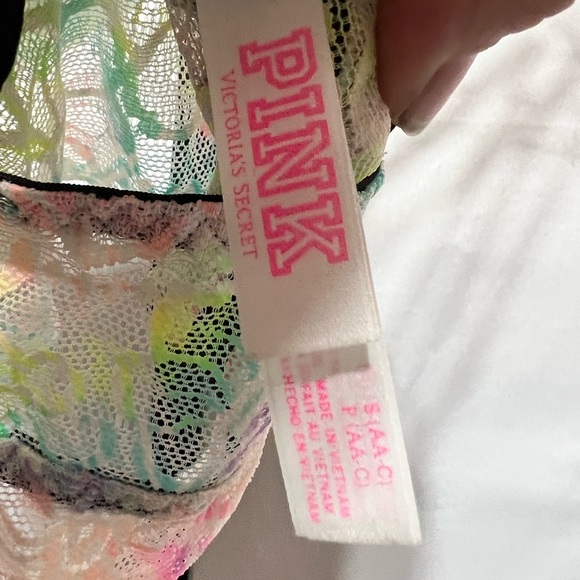 PINK
VICTORIA'S SECRET
S (AA-C)
P (AA-C)
MADE IN VIETNAM
FAIT AU VIETNAM
HECHO EN VIETNAM